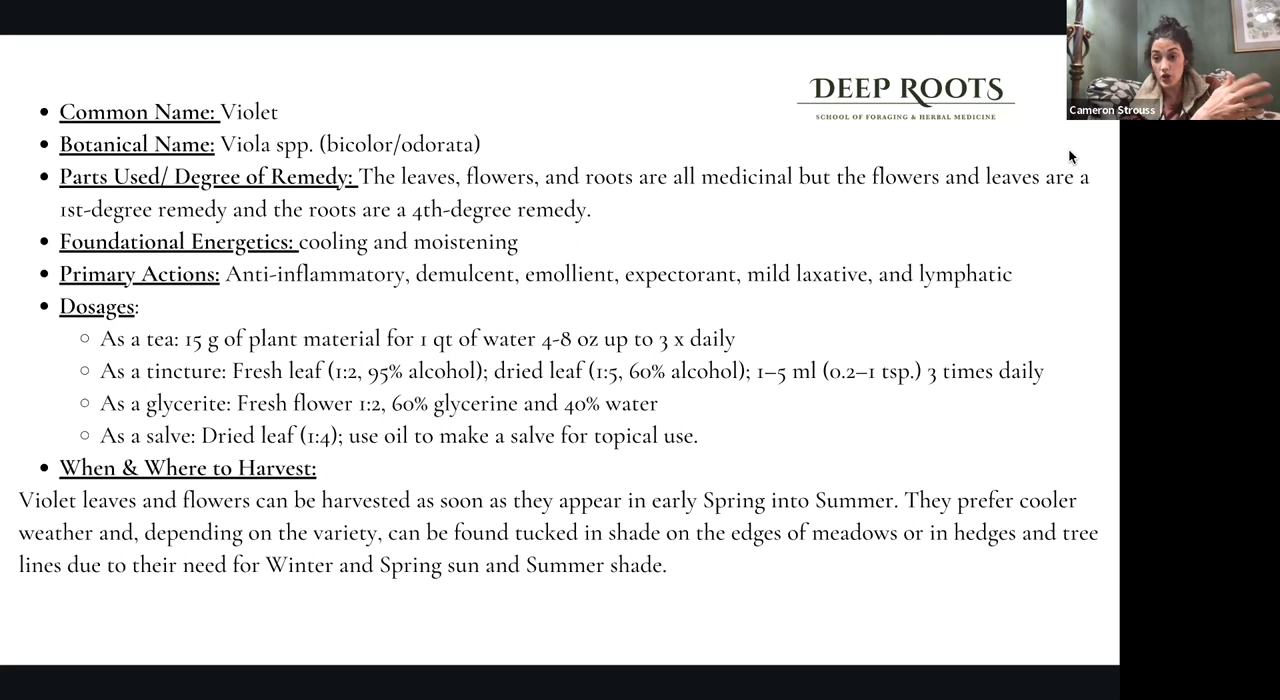 DEEP ROOTS
SCHOOL OF FORAGING & HERBAL MEDICINE
Cameron Strouss
• Common Name: Violet
• Botanical Name: Viola spp. (bicolor/odorata)
• Parts Used/ Degree of Remedy: The leaves, flowers, and roots are all medicinal but the flowers and leaves are a
1st-degree remedy and the roots are a 4th-degree remedy.
• Foundational Energetics: cooling and moistening
• Primary Actions: Anti-inflammatory, demulcent, emollient, expectorant, mild laxative, and lymphatic
• Dosages:
○ As a tea: 15 g of plant material for 1 qt of water 4-8 oz up to 3 x daily
○ As a tincture: Fresh leaf (1:2, 95% alcohol); dried leaf (1:5, 60% alcohol); 1–5 ml (0.2–1 tsp.) 3 times daily
○ As a glycerite: Fresh flower 1:2, 60% glycerine and 40% water
○ As a salve: Dried leaf (1:4); use oil to make a salve for topical use.
• When & Where to Harvest:
Violet leaves and flowers can be harvested as soon as they appear in early Spring into Summer. They prefer cooler
weather and, depending on the variety, can be found tucked in shade on the edges of meadows or in hedges and tree
lines due to their need for Winter and Spring sun and Summer shade.